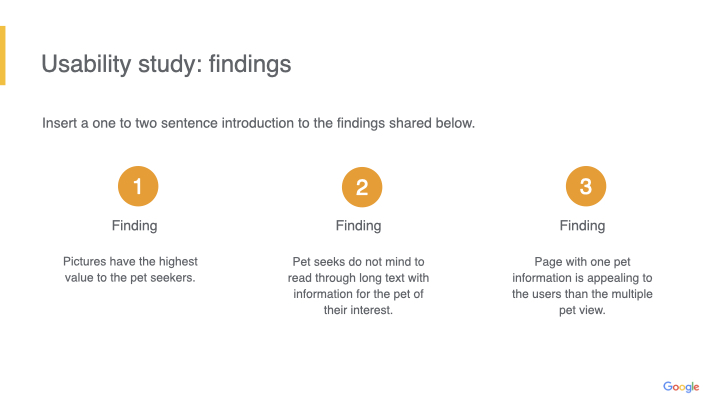 Usability study: findings
Insert a one to two sentence introduction to the findings shared below.
1
Finding
Pictures have the highest
value to the pet seekers.
2
Finding
Pet seeks do not mind to
read through long text with
information for the pet of
their interest.
3
Finding
Page with one pet
information is appealing to
the users than the multiple
pet view.
Google